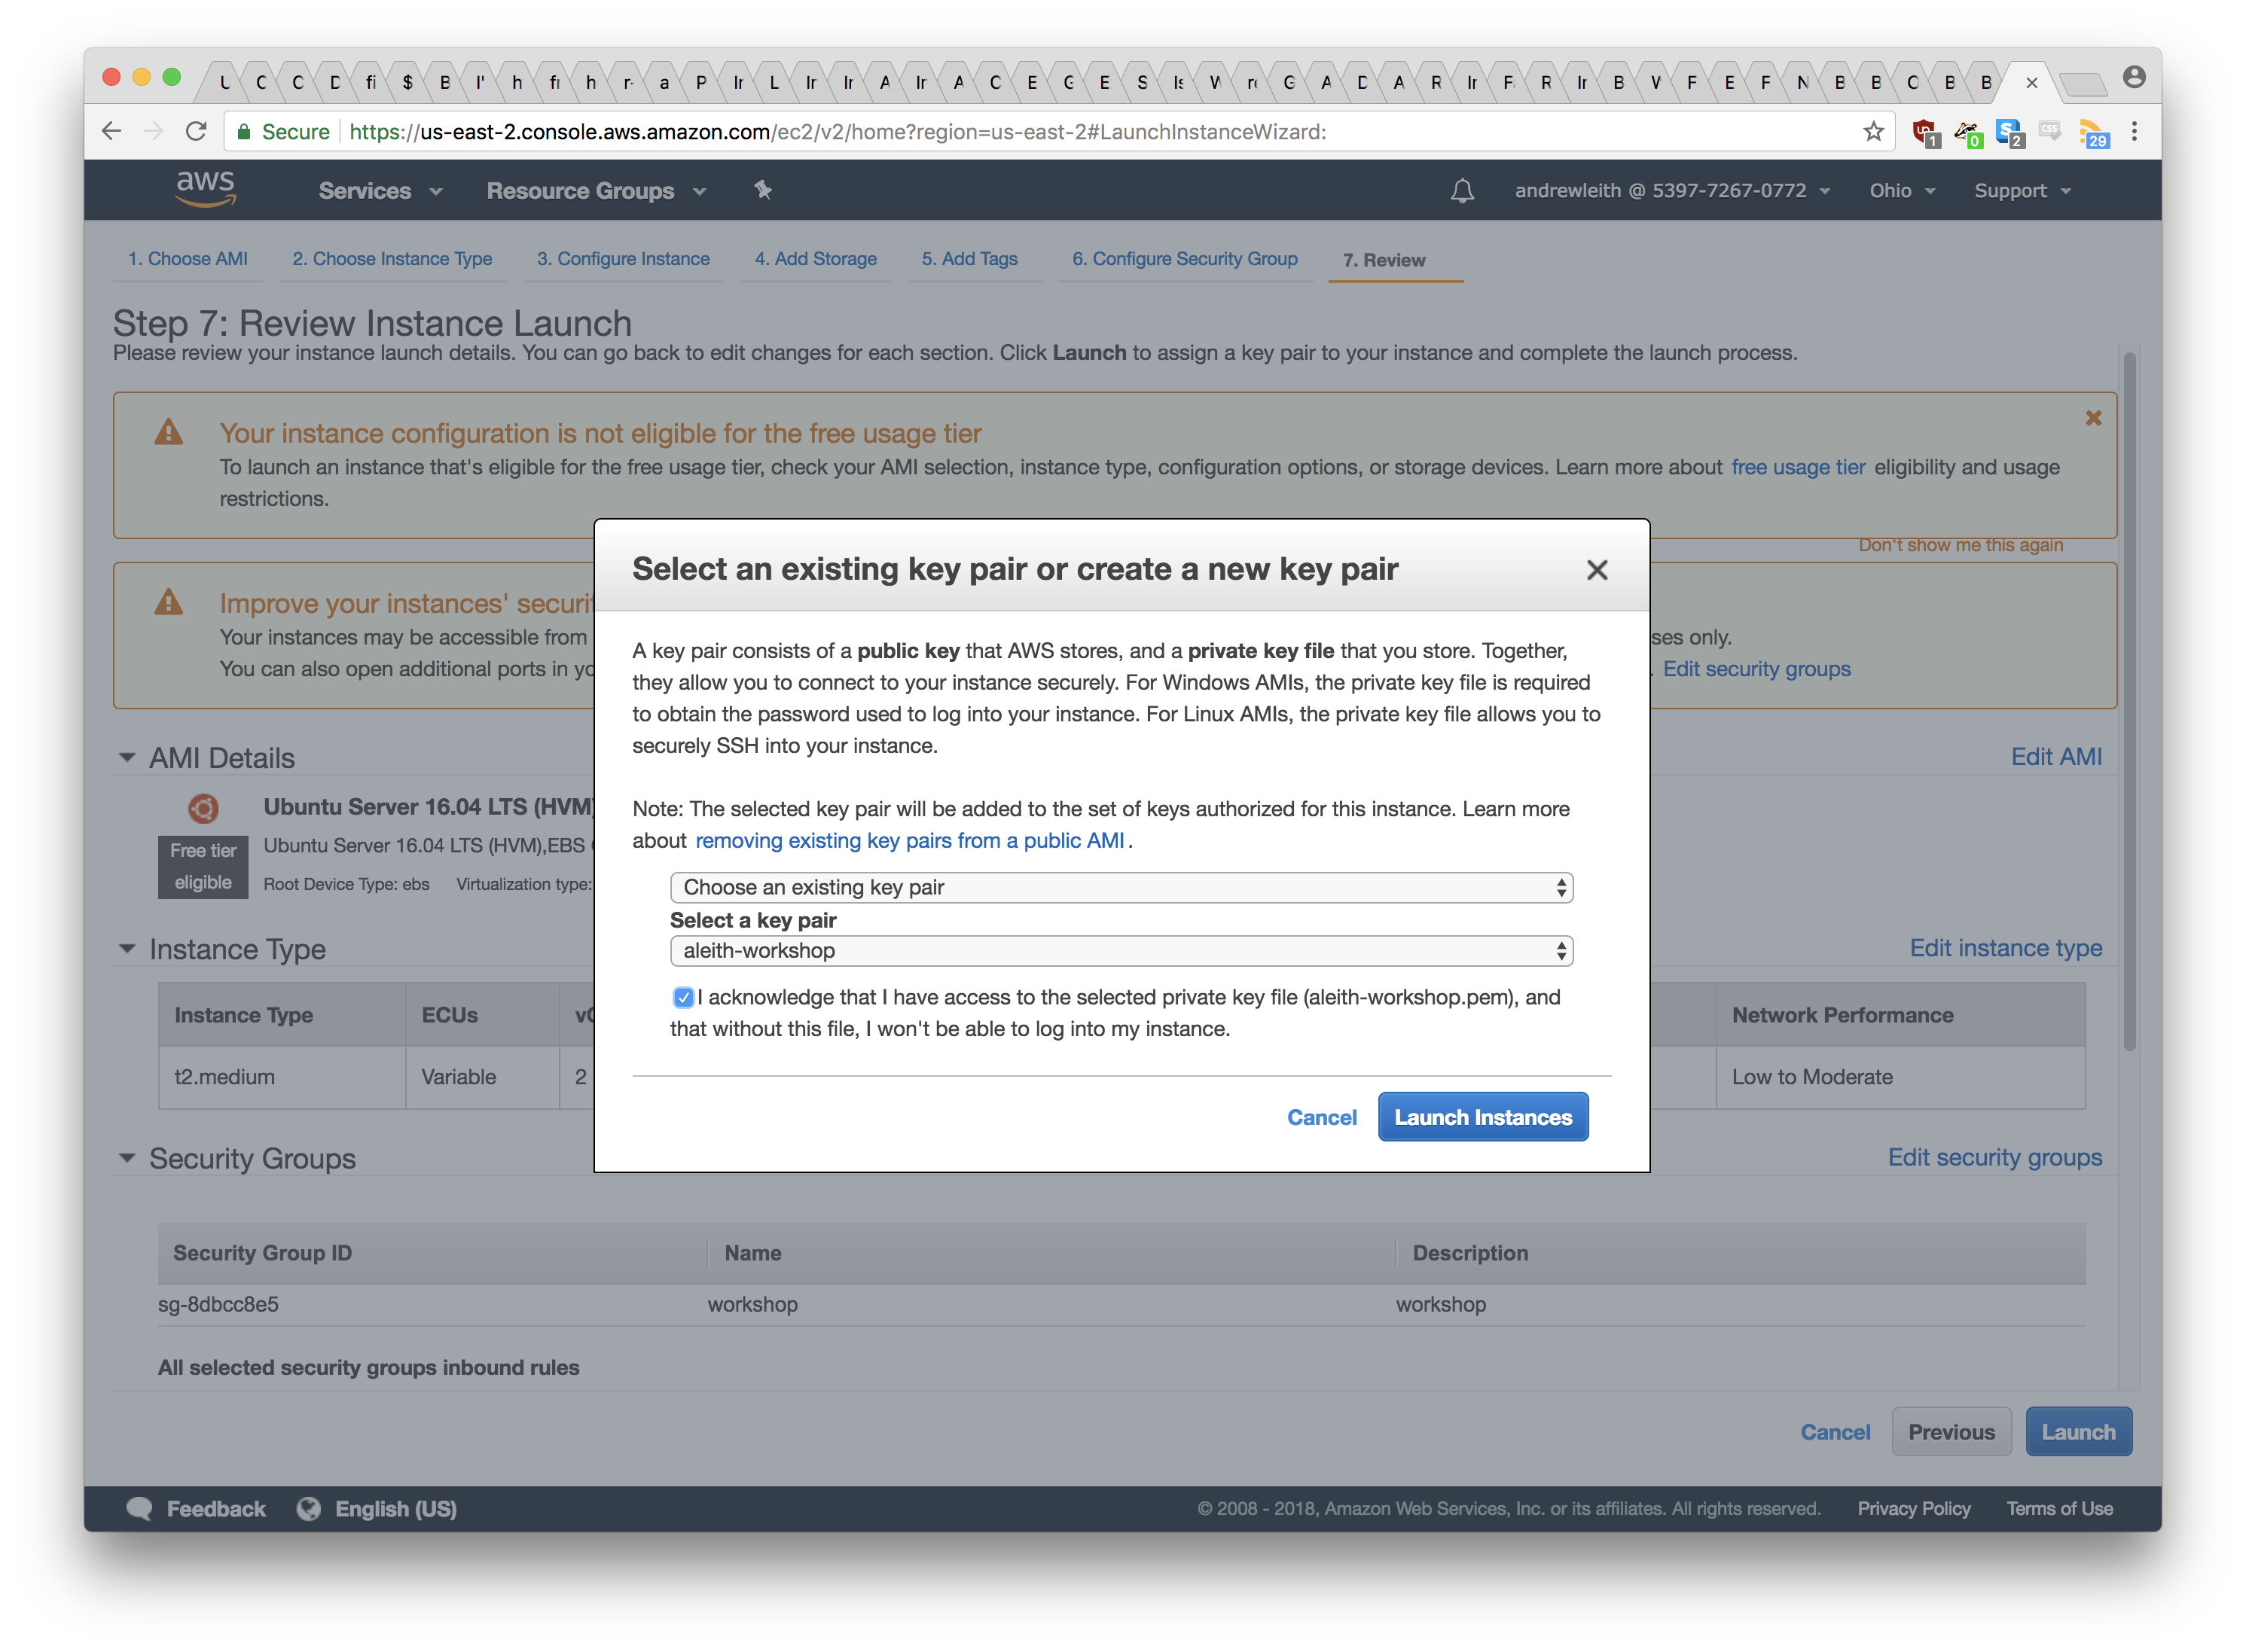 U C C D fi $ B I' h fr h r- a P Ir L Ir Ir A Ir A C E G E S Is W re G A D A R Ir F R Ir B W F E F N B B C B B
Secure https://us-east-2.console.aws.amazon.com/ec2/v2/home?region=us-east-2#LaunchInstanceWizard:
1 0 S 2 CSS 29
aws Services Resource Groups andrewleith @ 5397-7267-0772 Ohio Support
1. Choose AMI 2. Choose Instance Type 3. Configure Instance 4. Add Storage 5. Add Tags 6. Configure Security Group 7. Review
Step 7: Review Instance Launch
Please review your instance launch details. You can go back to edit changes for each section. Click Launch to assign a key pair to your instance and complete the launch process.
Your instance configuration is not eligible for the free usage tier
To launch an instance that's eligible for the free usage tier, check your AMI selection, instance type, configuration options, or storage devices. Learn more about free usage tier eligibility and usage
restrictions.
Don't show me this again
Improve your instances' securit
Your instances may be accessible from
ses only.
You can also open additional ports in yo
. Edit security groups
AMI Details
Edit AMI
Ubuntu Server 16.04 LTS (HVM)
Free tier
eligible
Ubuntu Server 16.04 LTS (HVM),EBS
Root Device Type: ebs Virtualization type:
Instance Type
Edit instance type
Instance Type ECUs vC Network Performance
t2.medium Variable 2 Low to Moderate
Security Groups
Edit security groups
Security Group ID Name Description
sg-8dbcc8e5 workshop workshop
All selected security groups inbound rules
Select an existing key pair or create a new key pair
A key pair consists of a public key that AWS stores, and a private key file that you store. Together,
they allow you to connect to your instance securely. For Windows AMIs, the private key file is required
to obtain the password used to log into your instance. For Linux AMIs, the private key file allows you to
securely SSH into your instance.
Note: The selected key pair will be added to the set of keys authorized for this instance. Learn more
about removing existing key pairs from a public AMI.
Choose an existing key pair
Select a key pair
aleith-workshop
I acknowledge that I have access to the selected private key file (aleith-workshop.pem), and
that without this file, I won't be able to log into my instance.
Cancel Launch Instances
Cancel Previous Launch
Feedback English (US) © 2008 - 2018, Amazon Web Services, Inc. or its affiliates. All rights reserved. Privacy Policy Terms of Use